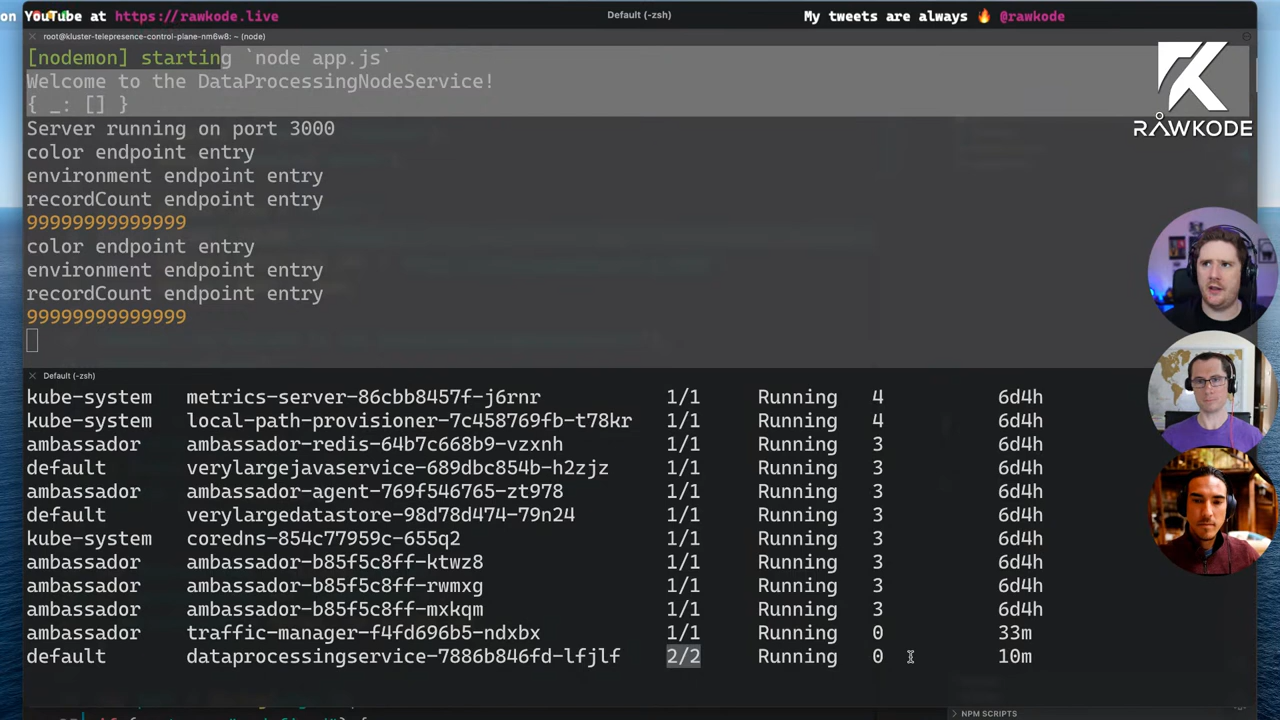 on YouTube at https://rawkode.live
Default (-zsh)
My tweets are always 🔥 @rawkode
root@kluster-telepresence-control-plane-nm6w8: ~ (node)
[nodemon] starting `node app.js`
Welcome to the DataProcessingNodeService!
{ _: [] }
Server running on port 3000
color endpoint entry
environment endpoint entry
recordCount endpoint entry
99999999999999
color endpoint entry
environment endpoint entry
recordCount endpoint entry
99999999999999
RAWKODE
Default (-zsh)
kube-system metrics-server-86cbb8457f-j6rnr 1/1 Running 4 6d4h
kube-system local-path-provisioner-7c458769fb-t78kr 1/1 Running 4 6d4h
ambassador ambassador-redis-64b7c668b9-vzxnh 1/1 Running 3 6d4h
default verylargejavaservice-689dbc854b-h2zjz 1/1 Running 3 6d4h
ambassador ambassador-agent-769f546765-zt978 1/1 Running 3 6d4h
default verylargedatastore-98d78d474-79n24 1/1 Running 3 6d4h
kube-system coredns-854c77959c-655q2 1/1 Running 3 6d4h
ambassador ambassador-b85f5c8ff-ktwz8 1/1 Running 3 6d4h
ambassador ambassador-b85f5c8ff-rwmxg 1/1 Running 3 6d4h
ambassador ambassador-b85f5c8ff-mxkqm 1/1 Running 3 6d4h
ambassador traffic-manager-f4fd696b5-ndxbx 1/1 Running 0 33m
default dataprocessingservice-7886b846fd-lfjlf 2/2 Running 0 10m
NPM SCRIPTS